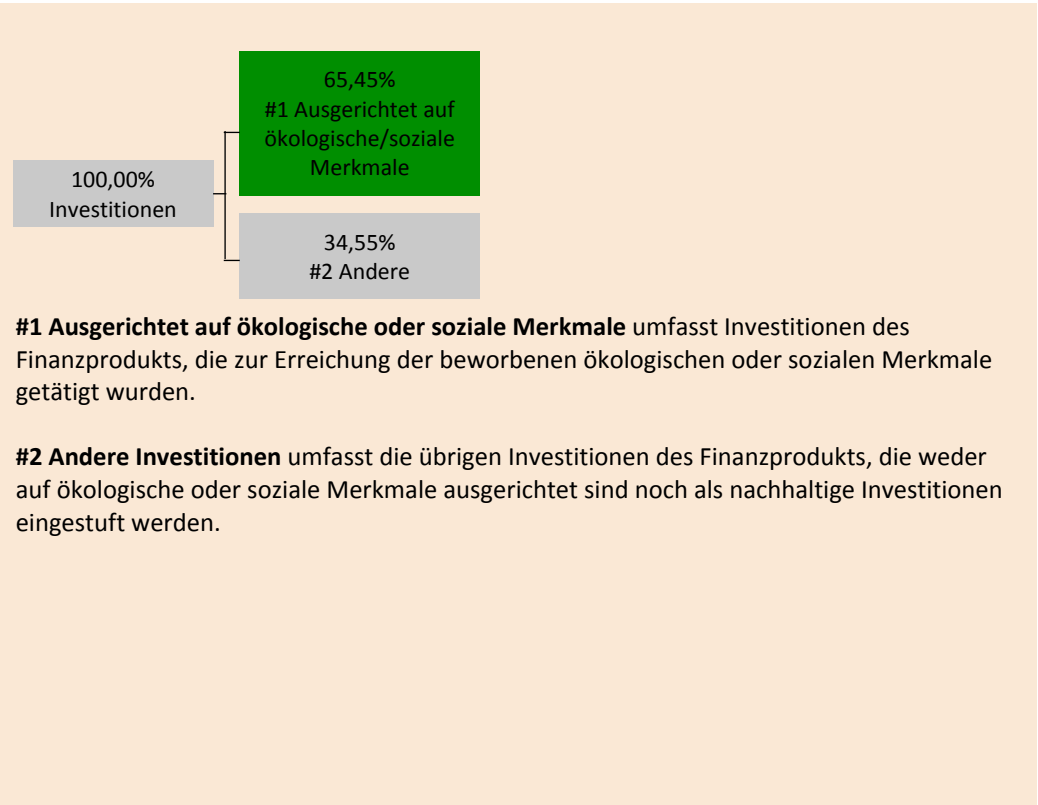 65,45%
#1 Ausgerichtet auf
ökologische/soziale
Merkmale
100,00%
Investitionen
34,55%
#2 Andere
#1 Ausgerichtet auf ökologische oder soziale Merkmale umfasst Investitionen des
Finanzprodukts, die zur Erreichung der beworbenen ökologischen oder sozialen Merkmale
getätigt wurden.
#2 Andere Investitionen umfasst die übrigen Investitionen des Finanzprodukts, die weder
auf ökologische oder soziale Merkmale ausgerichtet sind noch als nachhaltige Investitionen
eingestuft werden.